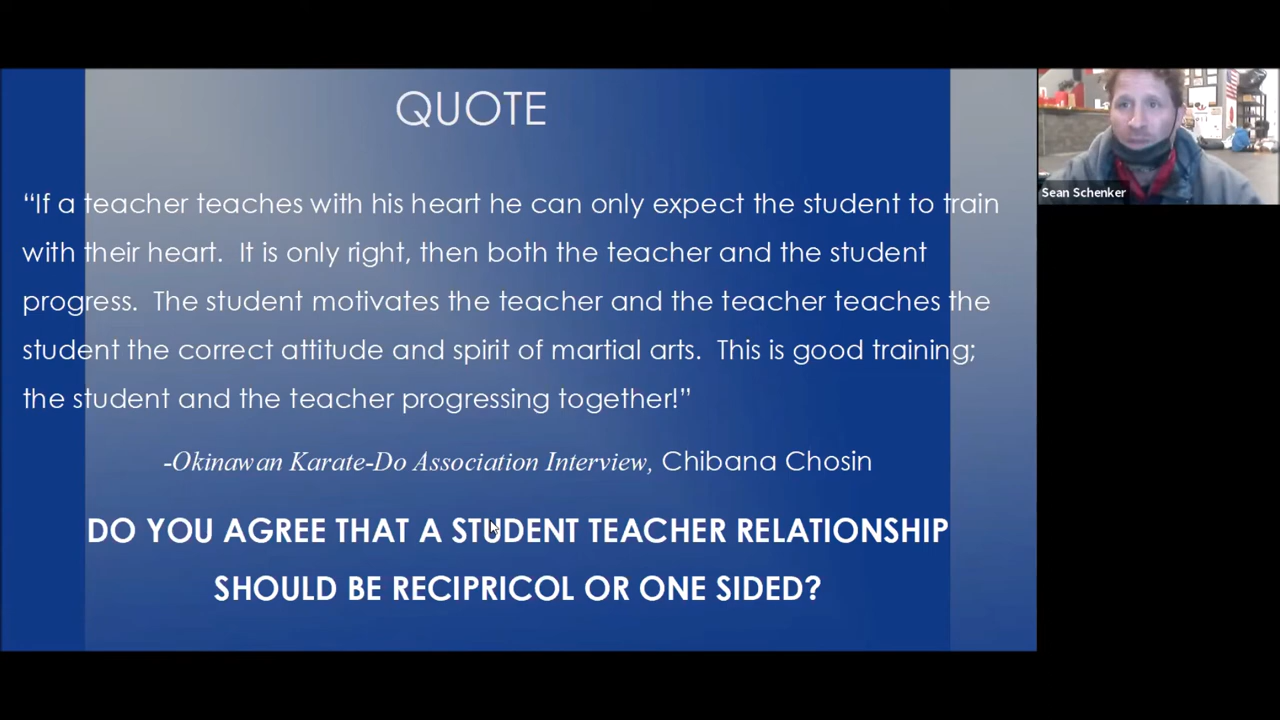 QUOTE
“If a teacher teaches with his heart he can only expect the student to train
with their heart.  It is only right, then both the teacher and the student
progress.  The student motivates the teacher and the teacher teaches the
student the correct attitude and spirit of martial arts.  This is good training;
the student and the teacher progressing together!”
-Okinawan Karate-Do Association Interview, Chibana Chosin
DO YOU AGREE THAT A STUDENT TEACHER RELATIONSHIP
SHOULD BE RECIPRICOL OR ONE SIDED?
Sean Schenker